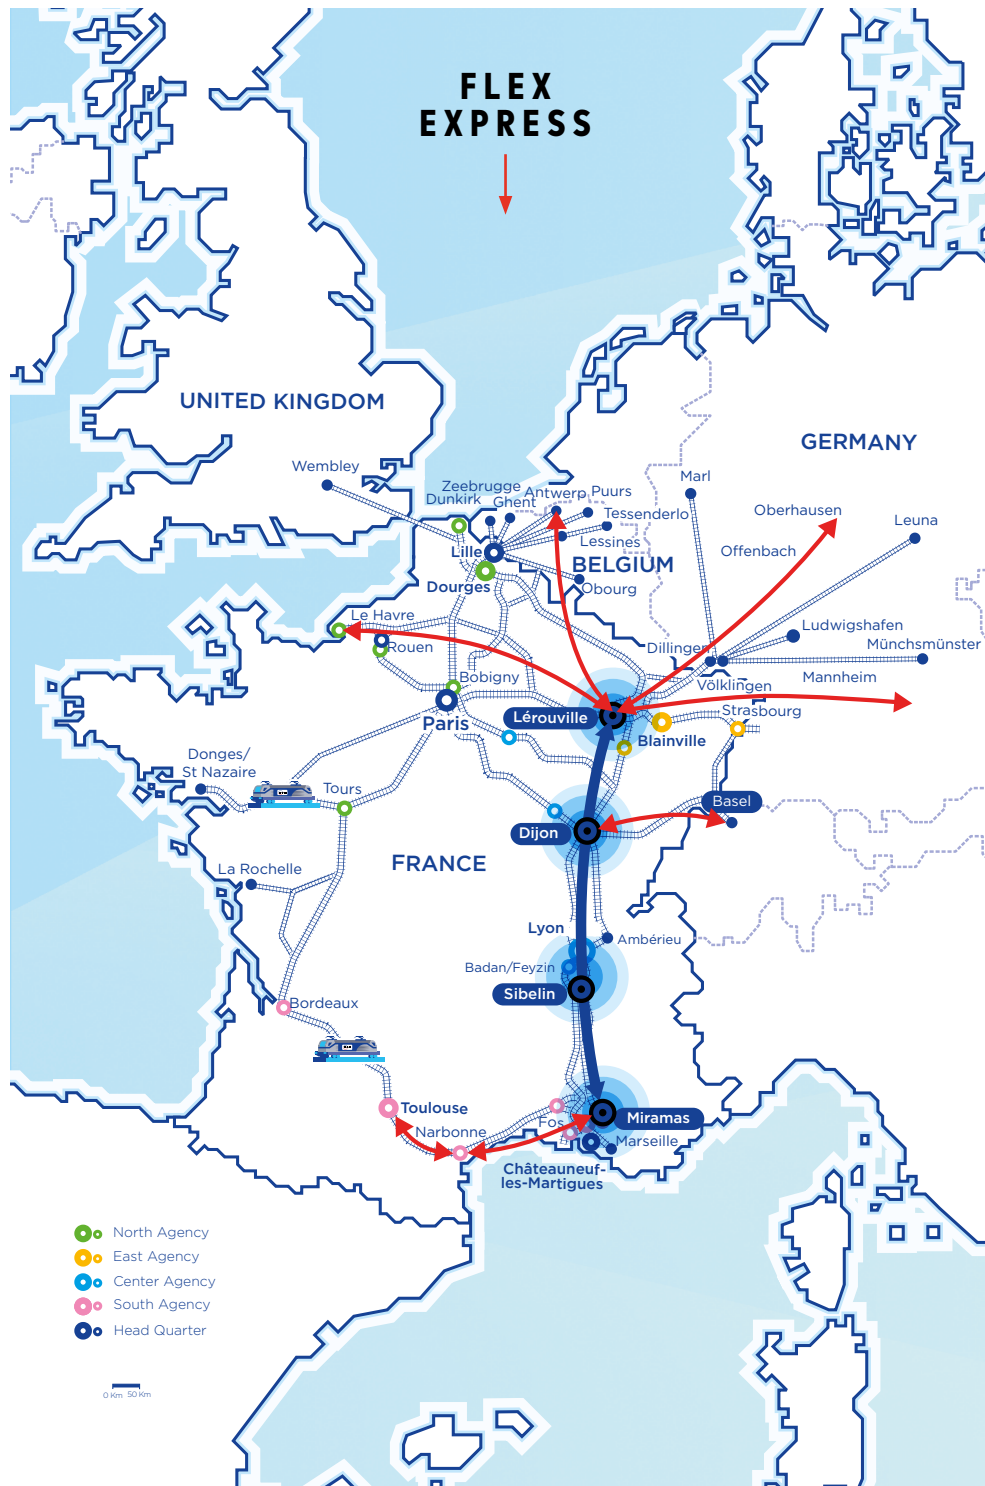 FLEX
EXPRESS
UNITED KINGDOM
GERMANY
Wembley
Marl
Zeebrugge
Dunkirk
Ghent
Antwerp
Puurs
Oberhausen
Tessenderlo
Leuna
Lessines
Lille
Offenbach
BELGIUM
Dourges
Obourg
Le Havre
Ludwigshafen
Rouen
Dillingen
Münchsmünster
Bobigny
Völklingen
Mannheim
Paris
Lérouville
Strasbourg
Blainville
Donges/
St Nazaire
Tours
Basel
Dijon
FRANCE
La Rochelle
Lyon
Ambérieu
Badan/Feyzin
Sibelin
Bordeaux
Toulouse
Miramas
Narbonne
Fos
Marseille
Châteauneuf-
les-Martigues
North Agency
East Agency
Center Agency
South Agency
Head Quarter
0 Km 50 Km